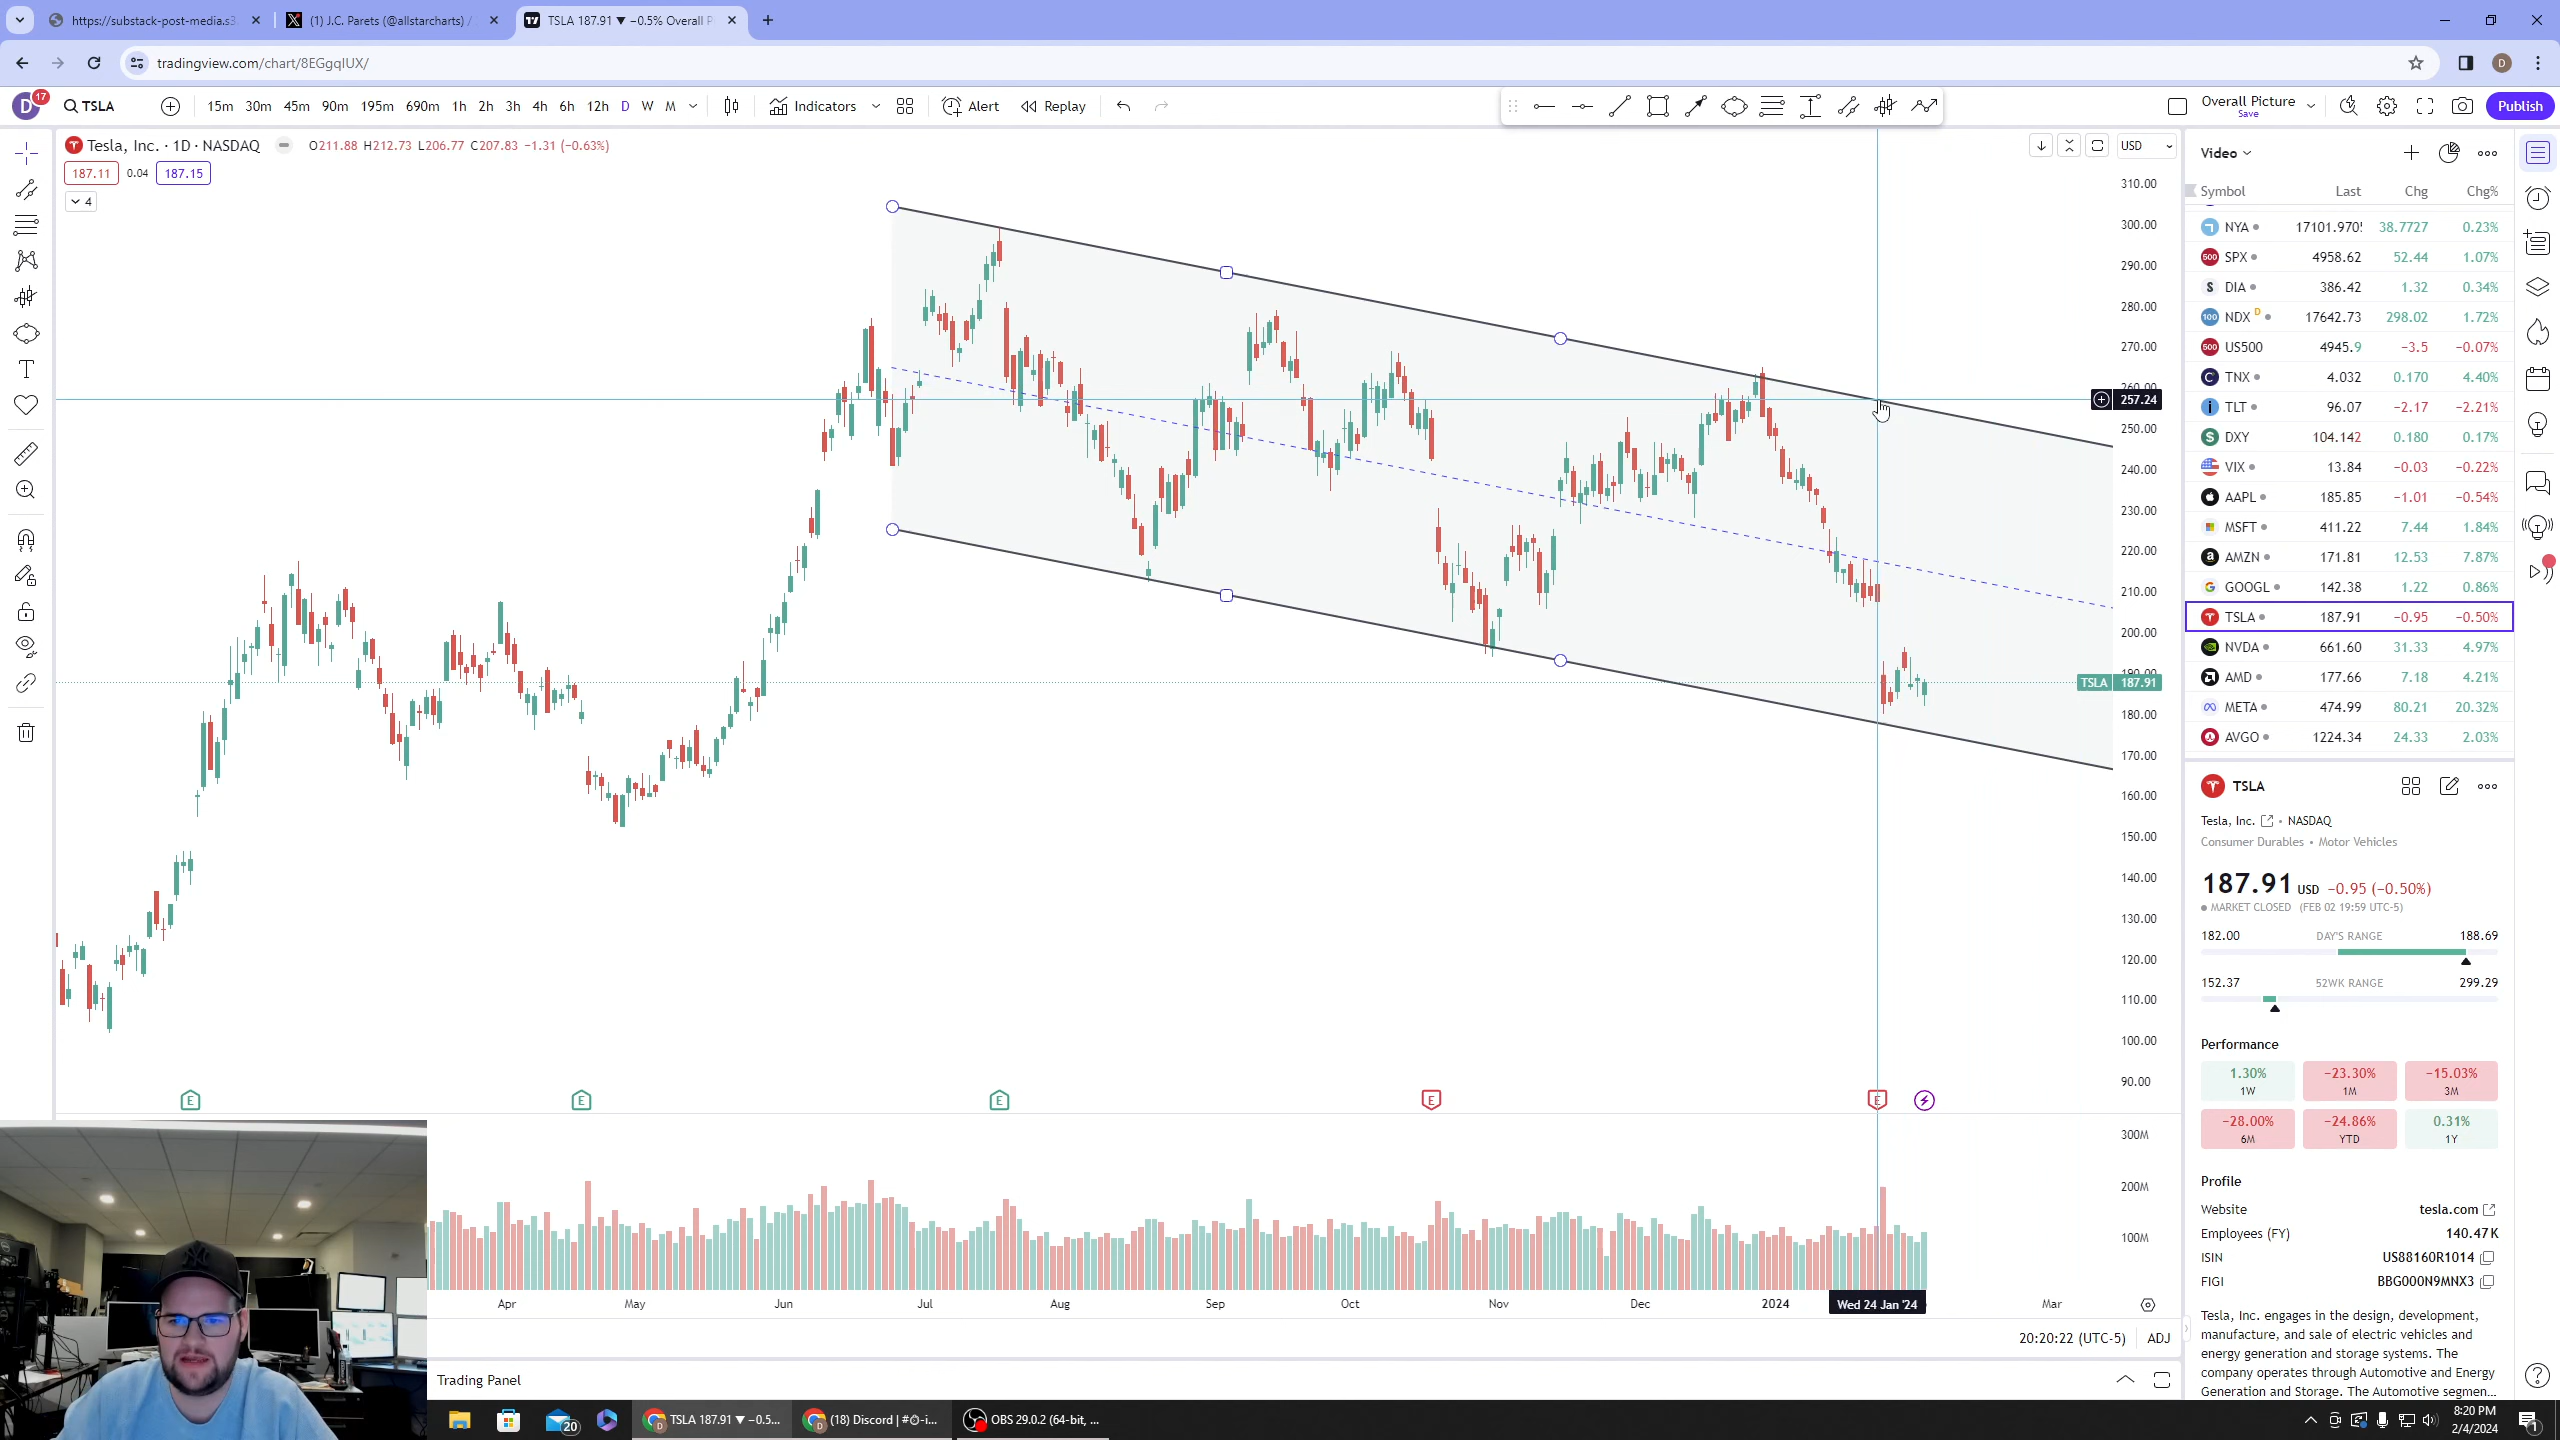 https://substack-post-media.s3
(1) J.C. Parets (@allstarcharts) /
TSLA 187.91 ▼ −0.5% Overall P
tradingview.com/chart/8EGgqIUX/
D 17 TSLA 15m 30m 45m 90m 195m 690m 1h 2h 3h 4h 6h 12h D W M Indicators Alert Replay Overall Picture Save Publish
Tesla, Inc. · 1D · NASDAQ O211.88 H212.73 L206.77 C207.83 −1.31 (−0.63%)
USD
187.11 0.04 187.15
4
310.00
300.00
290.00
280.00
270.00
260.00
257.24
250.00
240.00
230.00
220.00
210.00
200.00
190.00
TSLA 187.91
180.00
170.00
160.00
150.00
140.00
130.00
120.00
110.00
100.00
90.00
E E E E E
300M
200M
100M
Apr May Jun Jul Aug Sep Oct Nov Dec 2024 Wed 24 Jan '24 Mar
20:20:22 (UTC-5) ADJ
Trading Panel
Video
Symbol Last Chg Chg%
NYA 17101.970 38.7727 0.23%
500 SPX 4958.62 52.44 1.07%
S DIA 386.42 1.32 0.34%
100 NDX D 17642.73 298.02 1.72%
500 US500 4945.9 −3.5 −0.07%
C TNX 4.032 0.170 4.40%
i TLT 96.07 −2.17 −2.21%
$ DXY 104.142 0.180 0.17%
VIX 13.84 −0.03 −0.22%
AAPL 185.85 −1.01 −0.54%
MSFT 411.22 7.44 1.84%
a AMZN 171.81 12.53 7.87%
G GOOGL 142.38 1.22 0.86%
TSLA 187.91 −0.95 −0.50%
NVDA 661.60 31.33 4.97%
AMD 177.66 7.18 4.21%
META 474.99 80.21 20.32%
AVGO 1224.34 24.33 2.03%
TSLA
Tesla, Inc. • NASDAQ
Consumer Durables • Motor Vehicles
187.91 USD −0.95 (−0.50%)
MARKET CLOSED (FEB 02 19:59 UTC-5)
182.00 DAY'S RANGE 188.69
152.37 52WK RANGE 299.29
Performance
1.30% −23.30% −15.03%
1W 1M 3M
−28.00% −24.86% 0.31%
6M YTD 1Y
Profile
Website tesla.com
Employees (FY) 140.47K
ISIN US88160R1014
FIGI BBG000N9MNX3
Tesla, Inc. engages in the design, development,
manufacture, and sale of electric vehicles and
energy generation and storage systems. The
company operates through Automotive and Energy
Generation and Storage. The Automotive segmen...
20 TSLA 187.91 ▼ −0.5... (18) Discord | OBS 29.0.2 (64-bit, ...
8:20 PM
2/4/2024
1